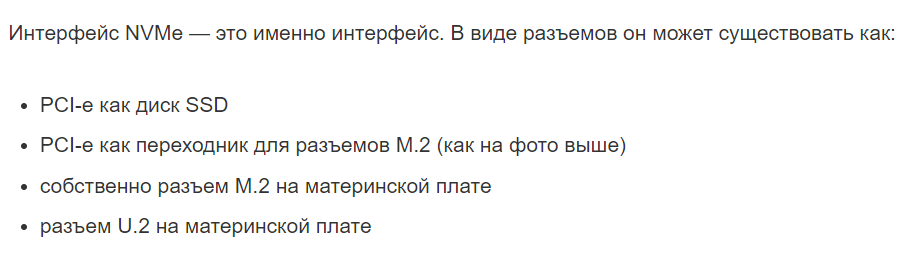 Интерфейс NVMe — это именно интерфейс. В виде разъемов он может существовать как:
• PCI-e как диск SSD
• PCI-e как переходник для разъемов M.2 (как на фото выше)
• собственно разъем M.2 на материнской плате
• разъем U.2 на материнской плате